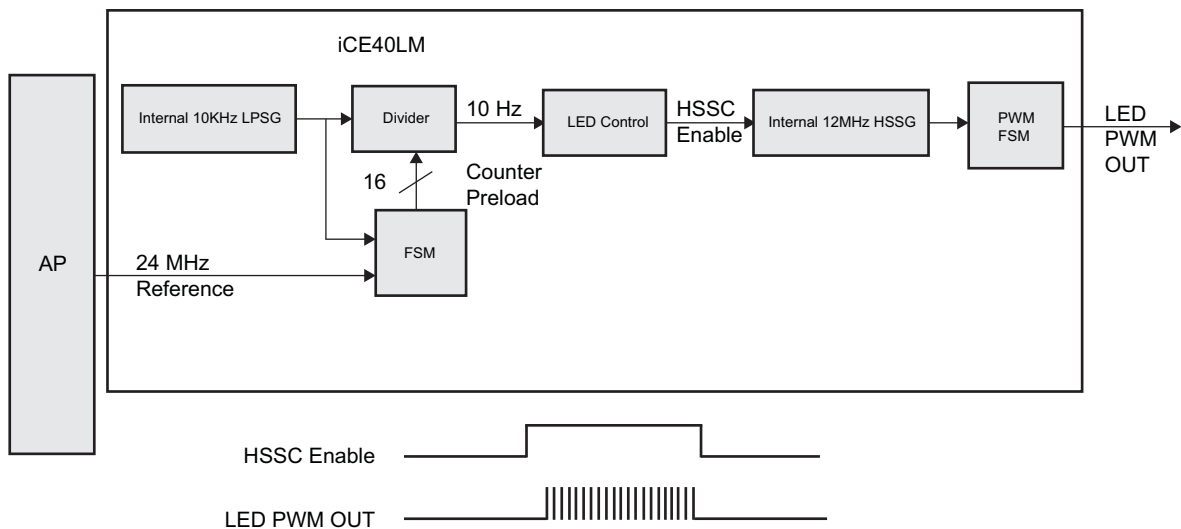 iCE40LM
AP
Internal 10KHz LPSG
Divider
10 Hz
LED Control
HSSC
Enable
Internal 12MHz HSSG
PWM
FSM
LED
PWM
OUT
16
Counter
Preload
FSM
24 MHz
Reference
HSSC Enable
LED PWM OUT